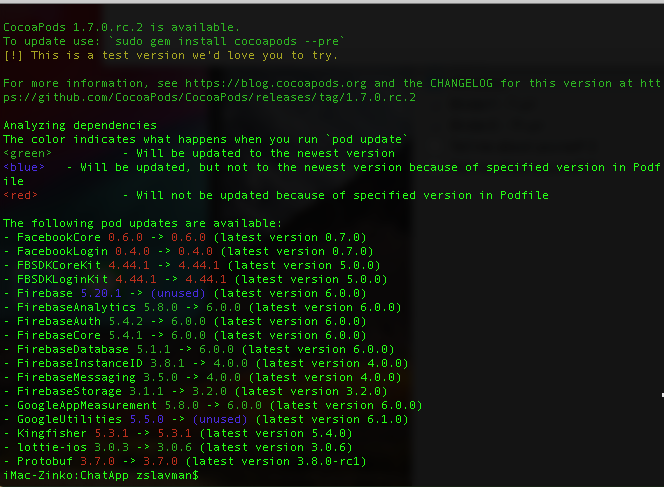 CocoaPods 1.7.0.rc.2 is available.
To update use: `sudo gem install cocoapods --pre`
[!] This is a test version we'd love you to try.
For more information, see https://blog.cocoapods.org and the CHANGELOG for this version at htt
ps://github.com/CocoaPods/CocoaPods/releases/tag/1.7.0.rc.2
Analyzing dependencies
The color indicates what happens when you run `pod update`
<green> - Will be updated to the newest version
<blue> - Will be updated, but not to the newest version because of specified version in Podf
ile
<red> - Will not be updated because of specified version in Podfile
The following pod updates are available:
- FacebookCore 0.6.0 -> 0.6.0 (latest version 0.7.0)
- FacebookLogin 0.4.0 -> 0.4.0 (latest version 0.7.0)
- FBSDKCoreKit 4.44.1 -> 4.44.1 (latest version 5.0.0)
- FBSDKLoginKit 4.44.1 -> 4.44.1 (latest version 5.0.0)
- Firebase 5.20.1 -> (unused) (latest version 6.0.0)
- FirebaseAnalytics 5.8.0 -> 6.0.0 (latest version 6.0.0)
- FirebaseAuth 5.4.2 -> 6.0.0 (latest version 6.0.0)
- FirebaseCore 5.4.1 -> 6.0.0 (latest version 6.0.0)
- FirebaseDatabase 5.1.1 -> 6.0.0 (latest version 6.0.0)
- FirebaseInstanceID 3.8.1 -> 4.0.0 (latest version 4.0.0)
- FirebaseMessaging 3.5.0 -> 4.0.0 (latest version 4.0.0)
- FirebaseStorage 3.1.1 -> 3.2.0 (latest version 3.2.0)
- GoogleAppMeasurement 5.8.0 -> 6.0.0 (latest version 6.0.0)
- GoogleUtilities 5.5.0 -> (unused) (latest version 6.1.0)
- Kingfisher 5.3.1 -> 5.3.1 (latest version 5.4.0)
- lottie-ios 3.0.3 -> 3.0.6 (latest version 3.0.6)
- Protobuf 3.7.0 -> 3.7.0 (latest version 3.8.0-rc1)
iMac-Zinko:ChatApp zslavman$